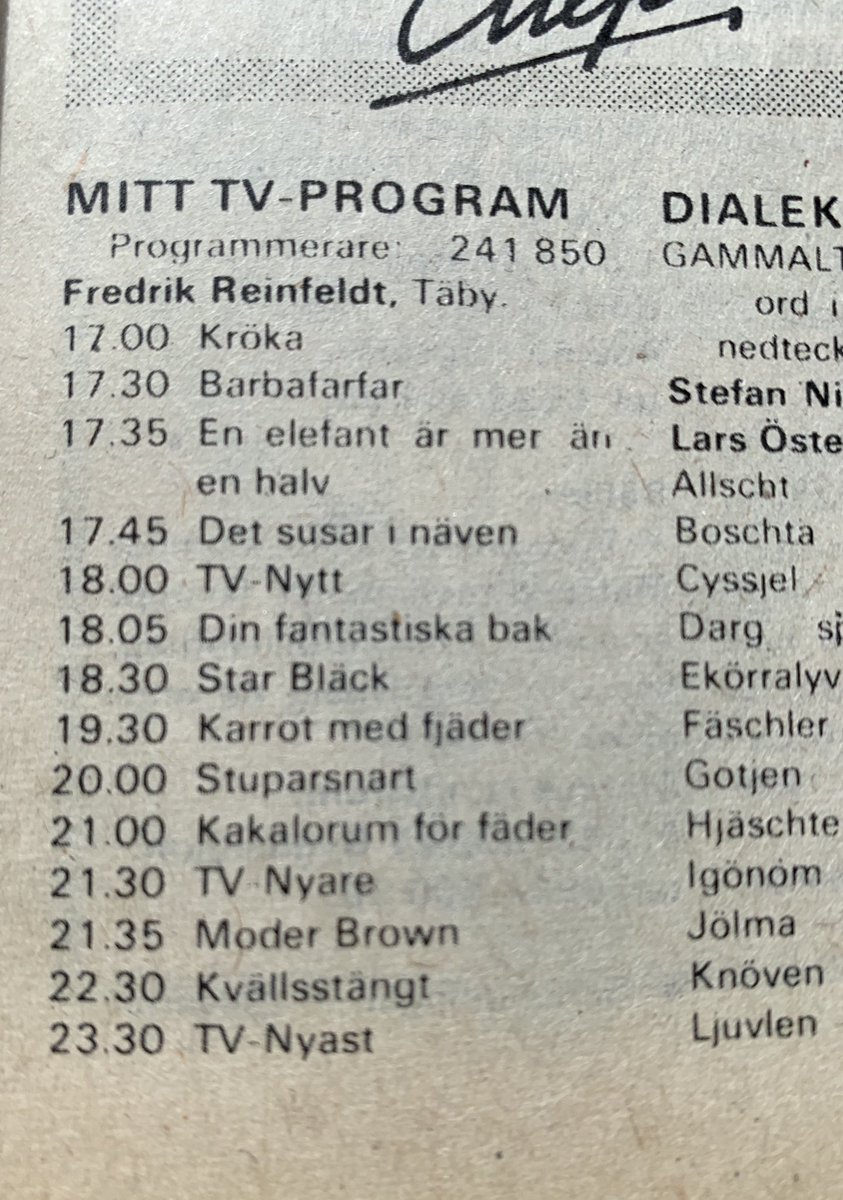 MITT TV-PROGRAM
Programmerare: 241 850
Fredrik Reinfeldt, Täby.
17.00 Kröka
17.30 Barbafarfar
17.35 En elefant är mer än
en halv
17.45 Det susar i näven
18.00 TV-Nytt
18.05 Din fantastiska bak
18.30 Star Bläck
19.30 Karrot med fjäder
20.00 Stuparsnart
21.00 Kakalorum för fäder
21.30 TV-Nyare
21.35 Moder Brown
22.30 Kvällsstängt
23.30 TV-Nyast
DIALEK
GAMMALT
ord i
nedteck
Stefan Ni
Lars Öste
Allscht
Boschta
Cyssjel
Darg sj
Ekörralyv
Fäschler
Gotjen
Hjäschte
Igönöm
Jölma
Knöven
Ljuvlen